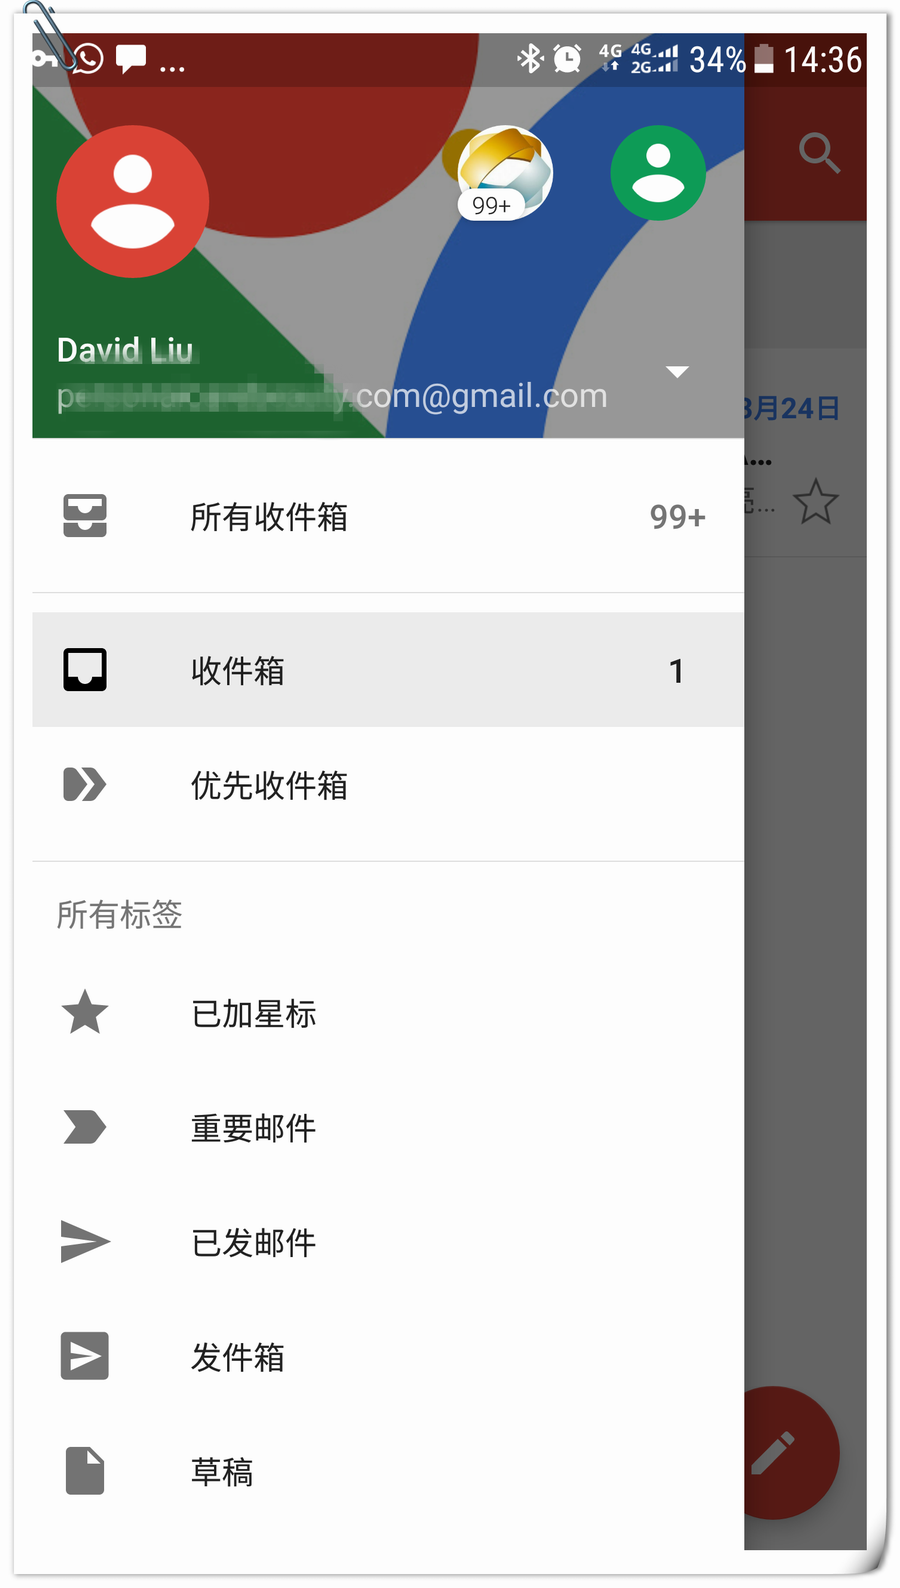 ... 4G 4G 2G 34% 14:36
99+
David Liu
com@gmail.com
3月24日
...
亮...
所有收件箱 99+
收件箱 1
优先收件箱
所有标签
已加星标
重要邮件
已发邮件
发件箱
草稿